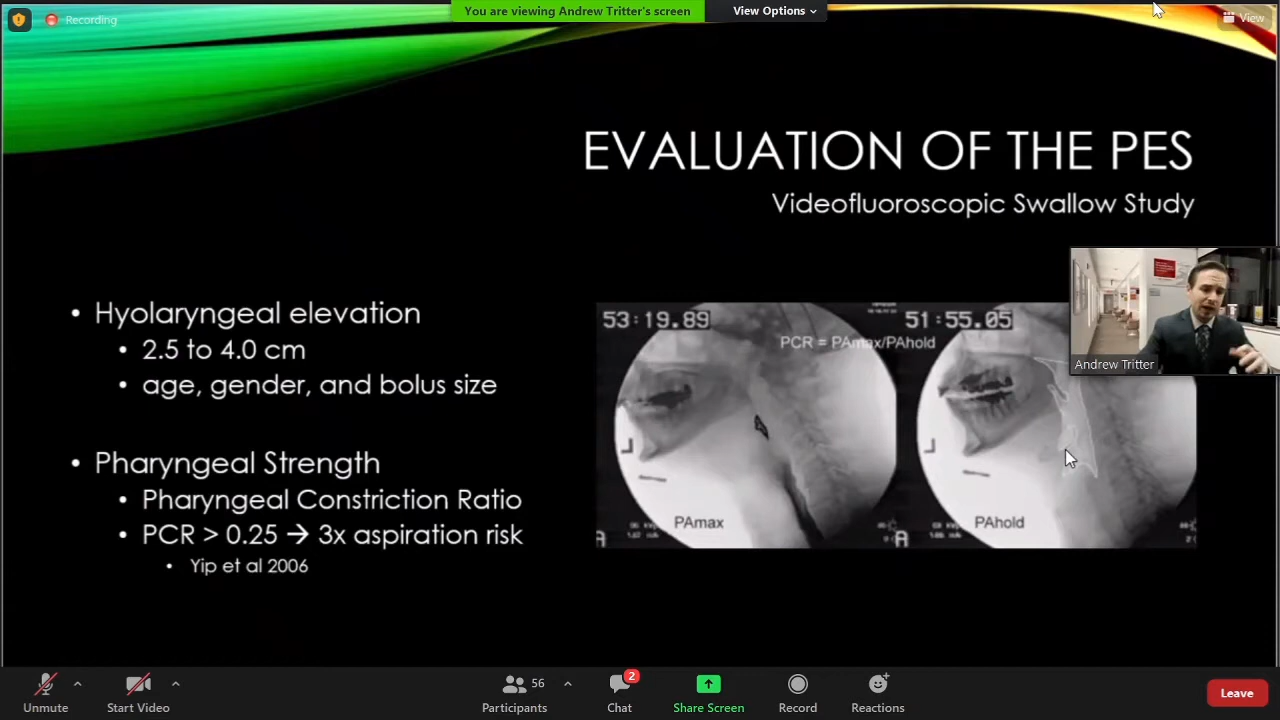 Recording
You are viewing Andrew Tritter's screen
View Options
View
EVALUATION OF THE PES
Videofluoroscopic Swallow Study
• Hyolaryngeal elevation
• 2.5 to 4.0 cm
• age, gender, and bolus size
• Pharyngeal Strength
• Pharyngeal Constriction Ratio
• PCR > 0.25 → 3x aspiration risk
• Yip et al 2006
53:19.89
51:55.05
PCR = PAmax/PAhold
L
L
PAmax
PAhold
A
A
Andrew Tritter
Unmute
Start Video
56
Participants
2
Chat
Share Screen
Record
Reactions
Leave